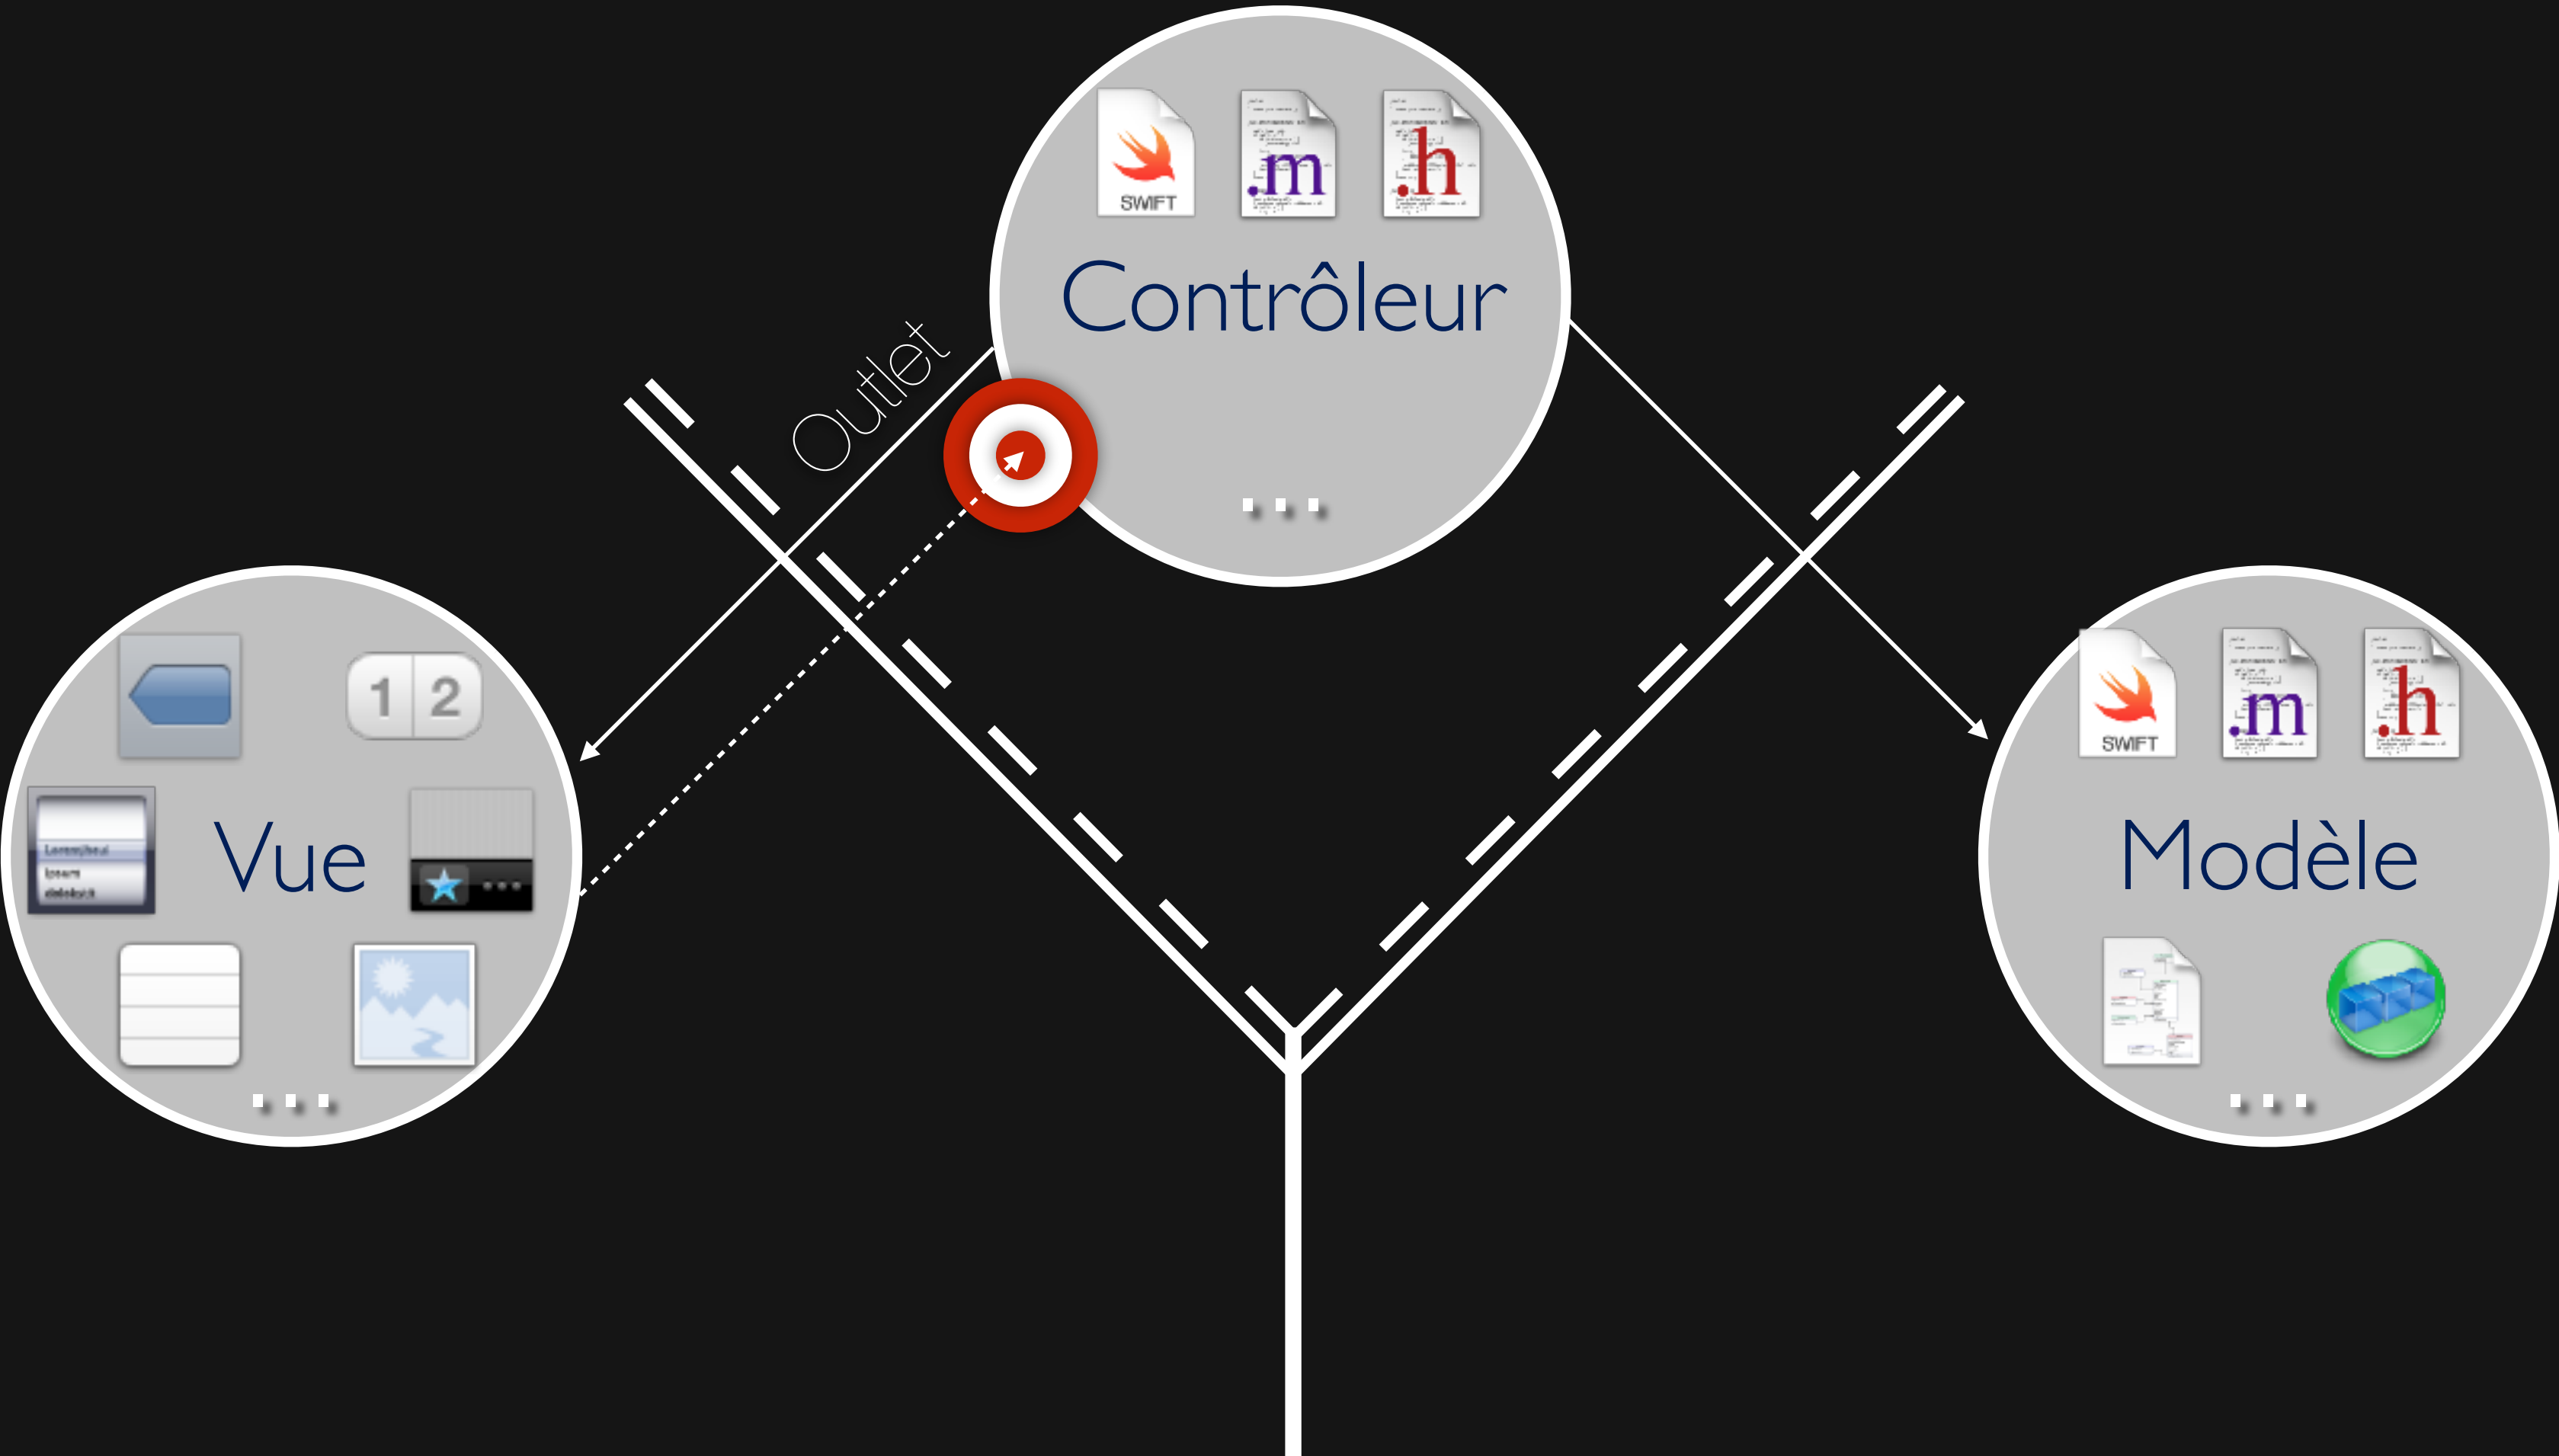 SWIFT
.m
.h
Contrôleur
...
Outlet
1 2
Vue
...
SWIFT
.m
.h
Modèle
...